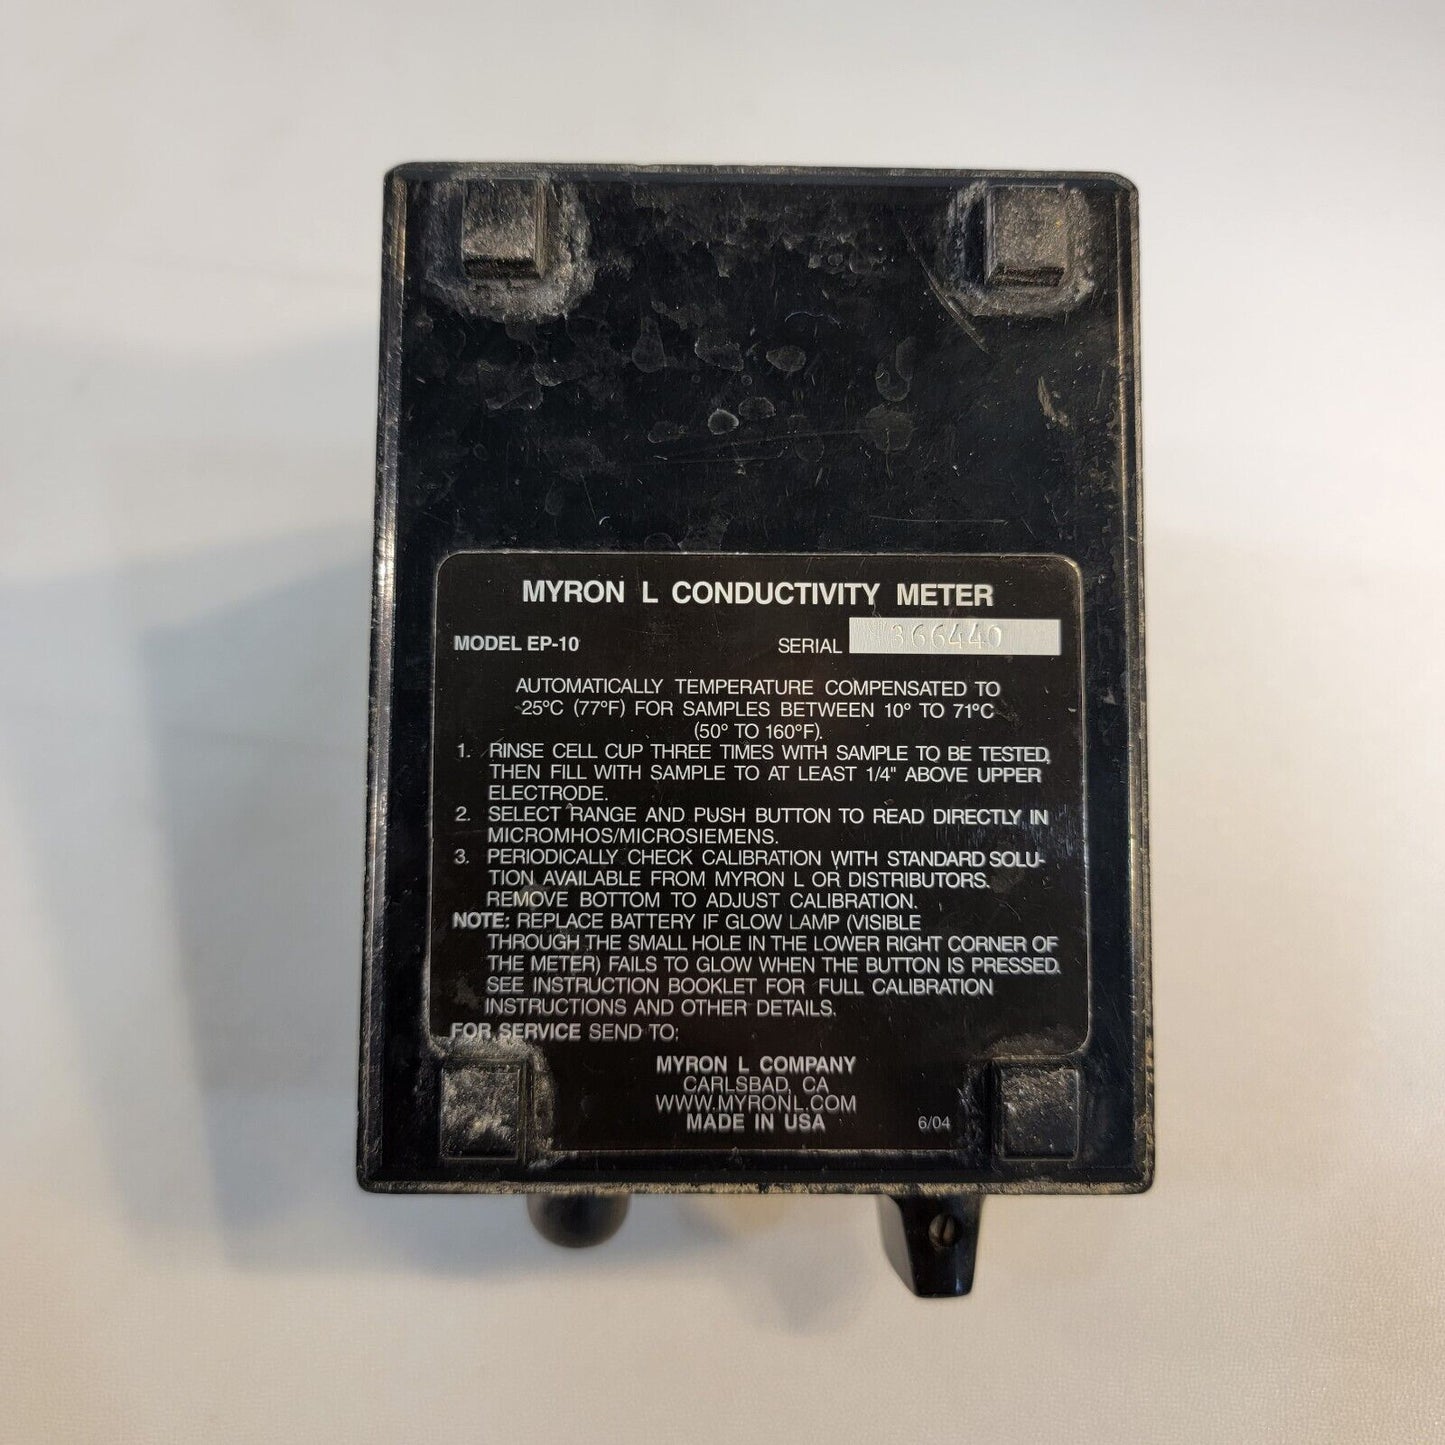 MYRON L CONDUCTIVITY METER
MODEL EP-10 SERIAL N366440
AUTOMATICALLY TEMPERATURE COMPENSATED TO
25°C (77°F) FOR SAMPLES BETWEEN 10° TO 71°C
(50° TO 160°F).
1. RINSE CELL CUP THREE TIMES WITH SAMPLE TO BE TESTED,
THEN FILL WITH SAMPLE TO AT LEAST 1/4" ABOVE UPPER
ELECTRODE.
2. SELECT RANGE AND PUSH BUTTON TO READ DIRECTLY IN
MICROMHOS/MICROSIEMENS.
3. PERIODICALLY CHECK CALIBRATION WITH STANDARD SOLU-
TION AVAILABLE FROM MYRON L OR DISTRIBUTORS.
REMOVE BOTTOM TO ADJUST CALIBRATION.
NOTE: REPLACE BATTERY IF GLOW LAMP (VISIBLE
THROUGH THE SMALL HOLE IN THE LOWER RIGHT CORNER OF
THE METER) FAILS TO GLOW WHEN THE BUTTON IS PRESSED.
SEE INSTRUCTION BOOKLET FOR FULL CALIBRATION
INSTRUCTIONS AND OTHER DETAILS.
FOR SERVICE SEND TO:
MYRON L COMPANY
CARLSBAD, CA
WWW.MYRONL.COM
MADE IN USA 6/04